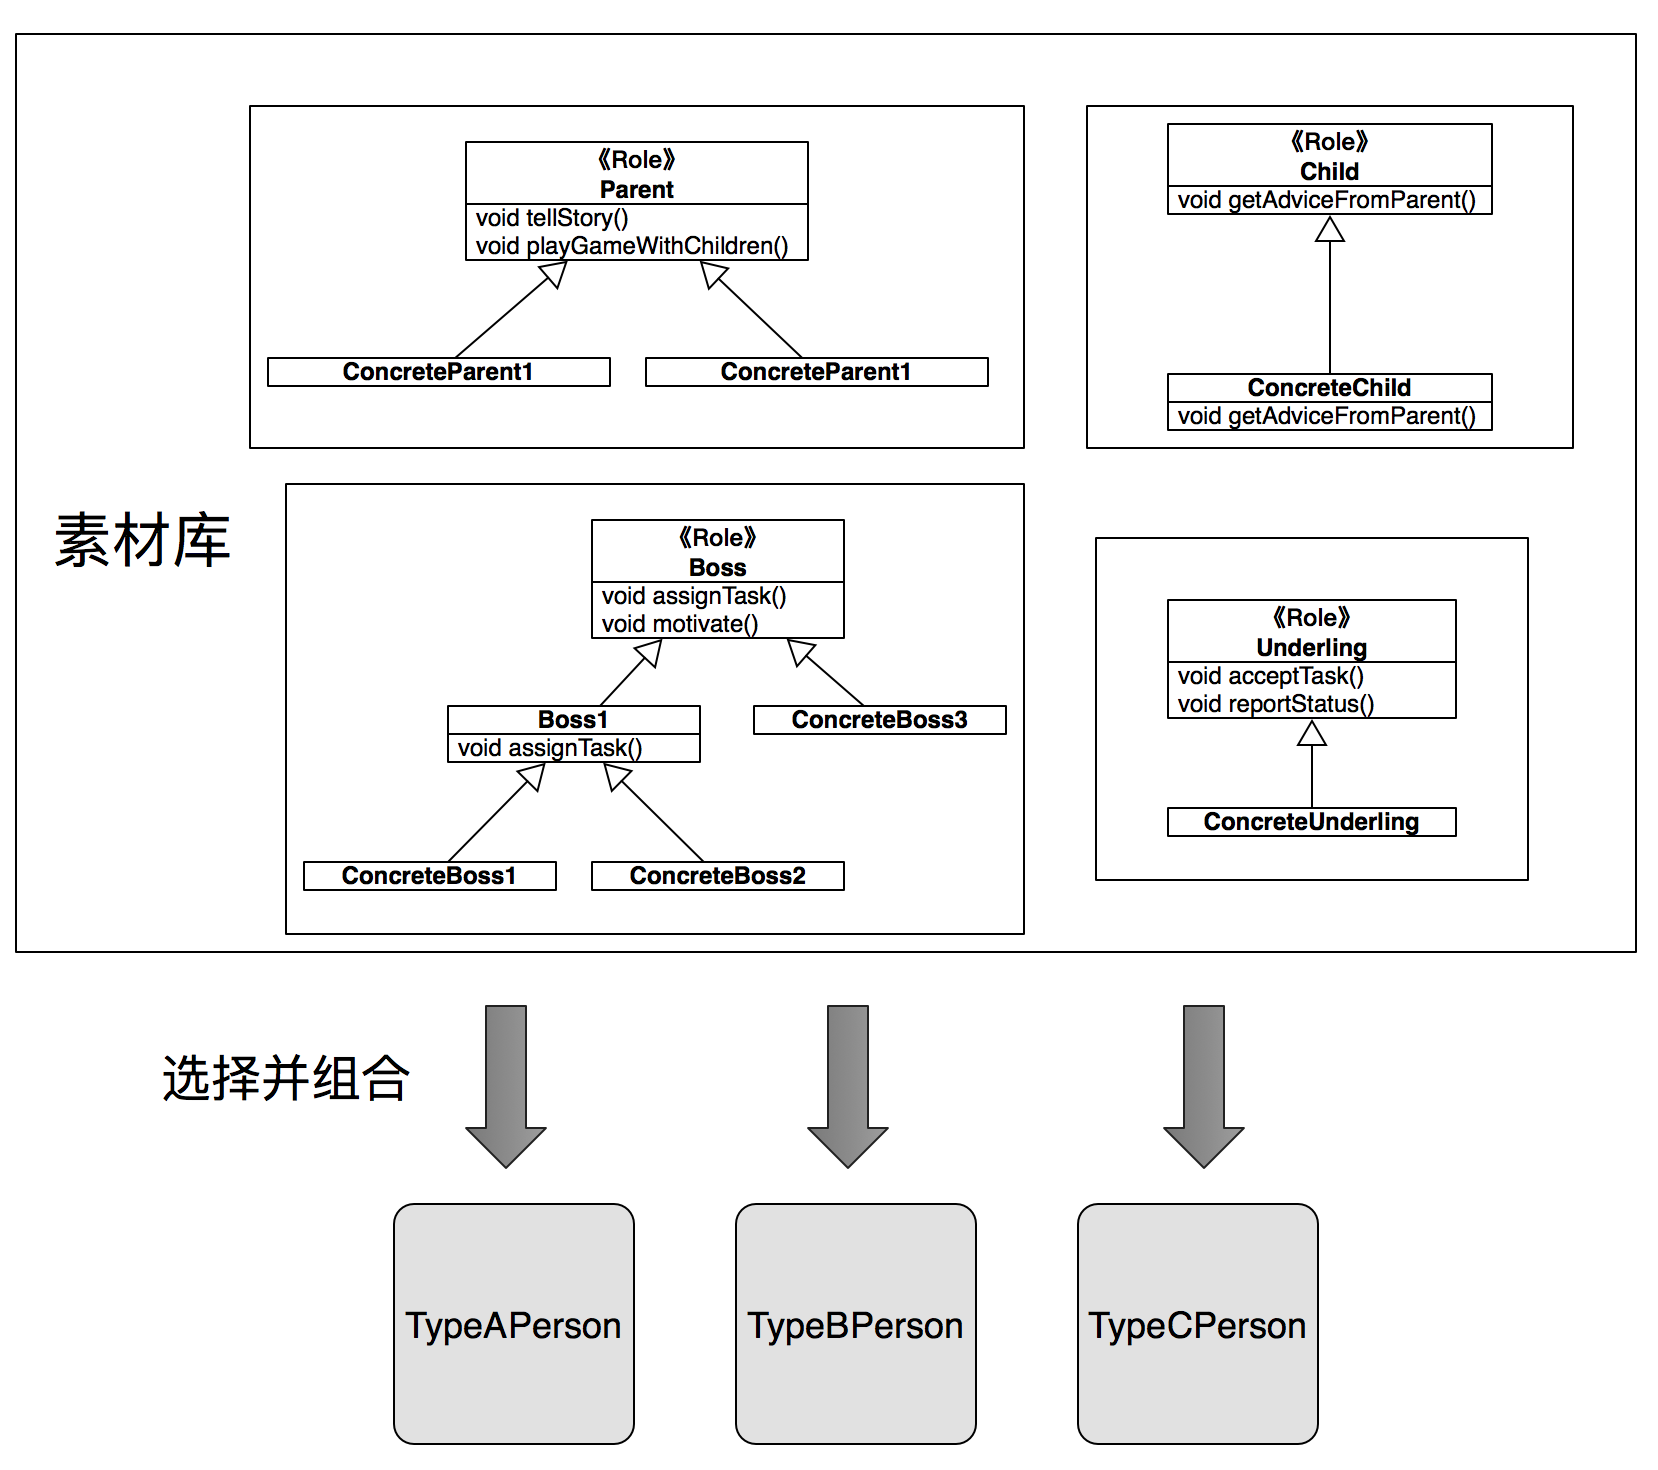 《Role》
Parent
void tellStory()
void playGameWithChildren()
ConcreteParent1
ConcreteParent1
《Role》
Child
void getAdviceFromParent()
ConcreteChild
void getAdviceFromParent()
素材库
《Role》
Boss
void assignTask()
void motivate()
Boss1
void assignTask()
ConcreteBoss3
ConcreteBoss1
ConcreteBoss2
《Role》
Underling
void acceptTask()
void reportStatus()
ConcreteUnderling
选择并组合
TypeAPerson
TypeBPerson
TypeCPerson